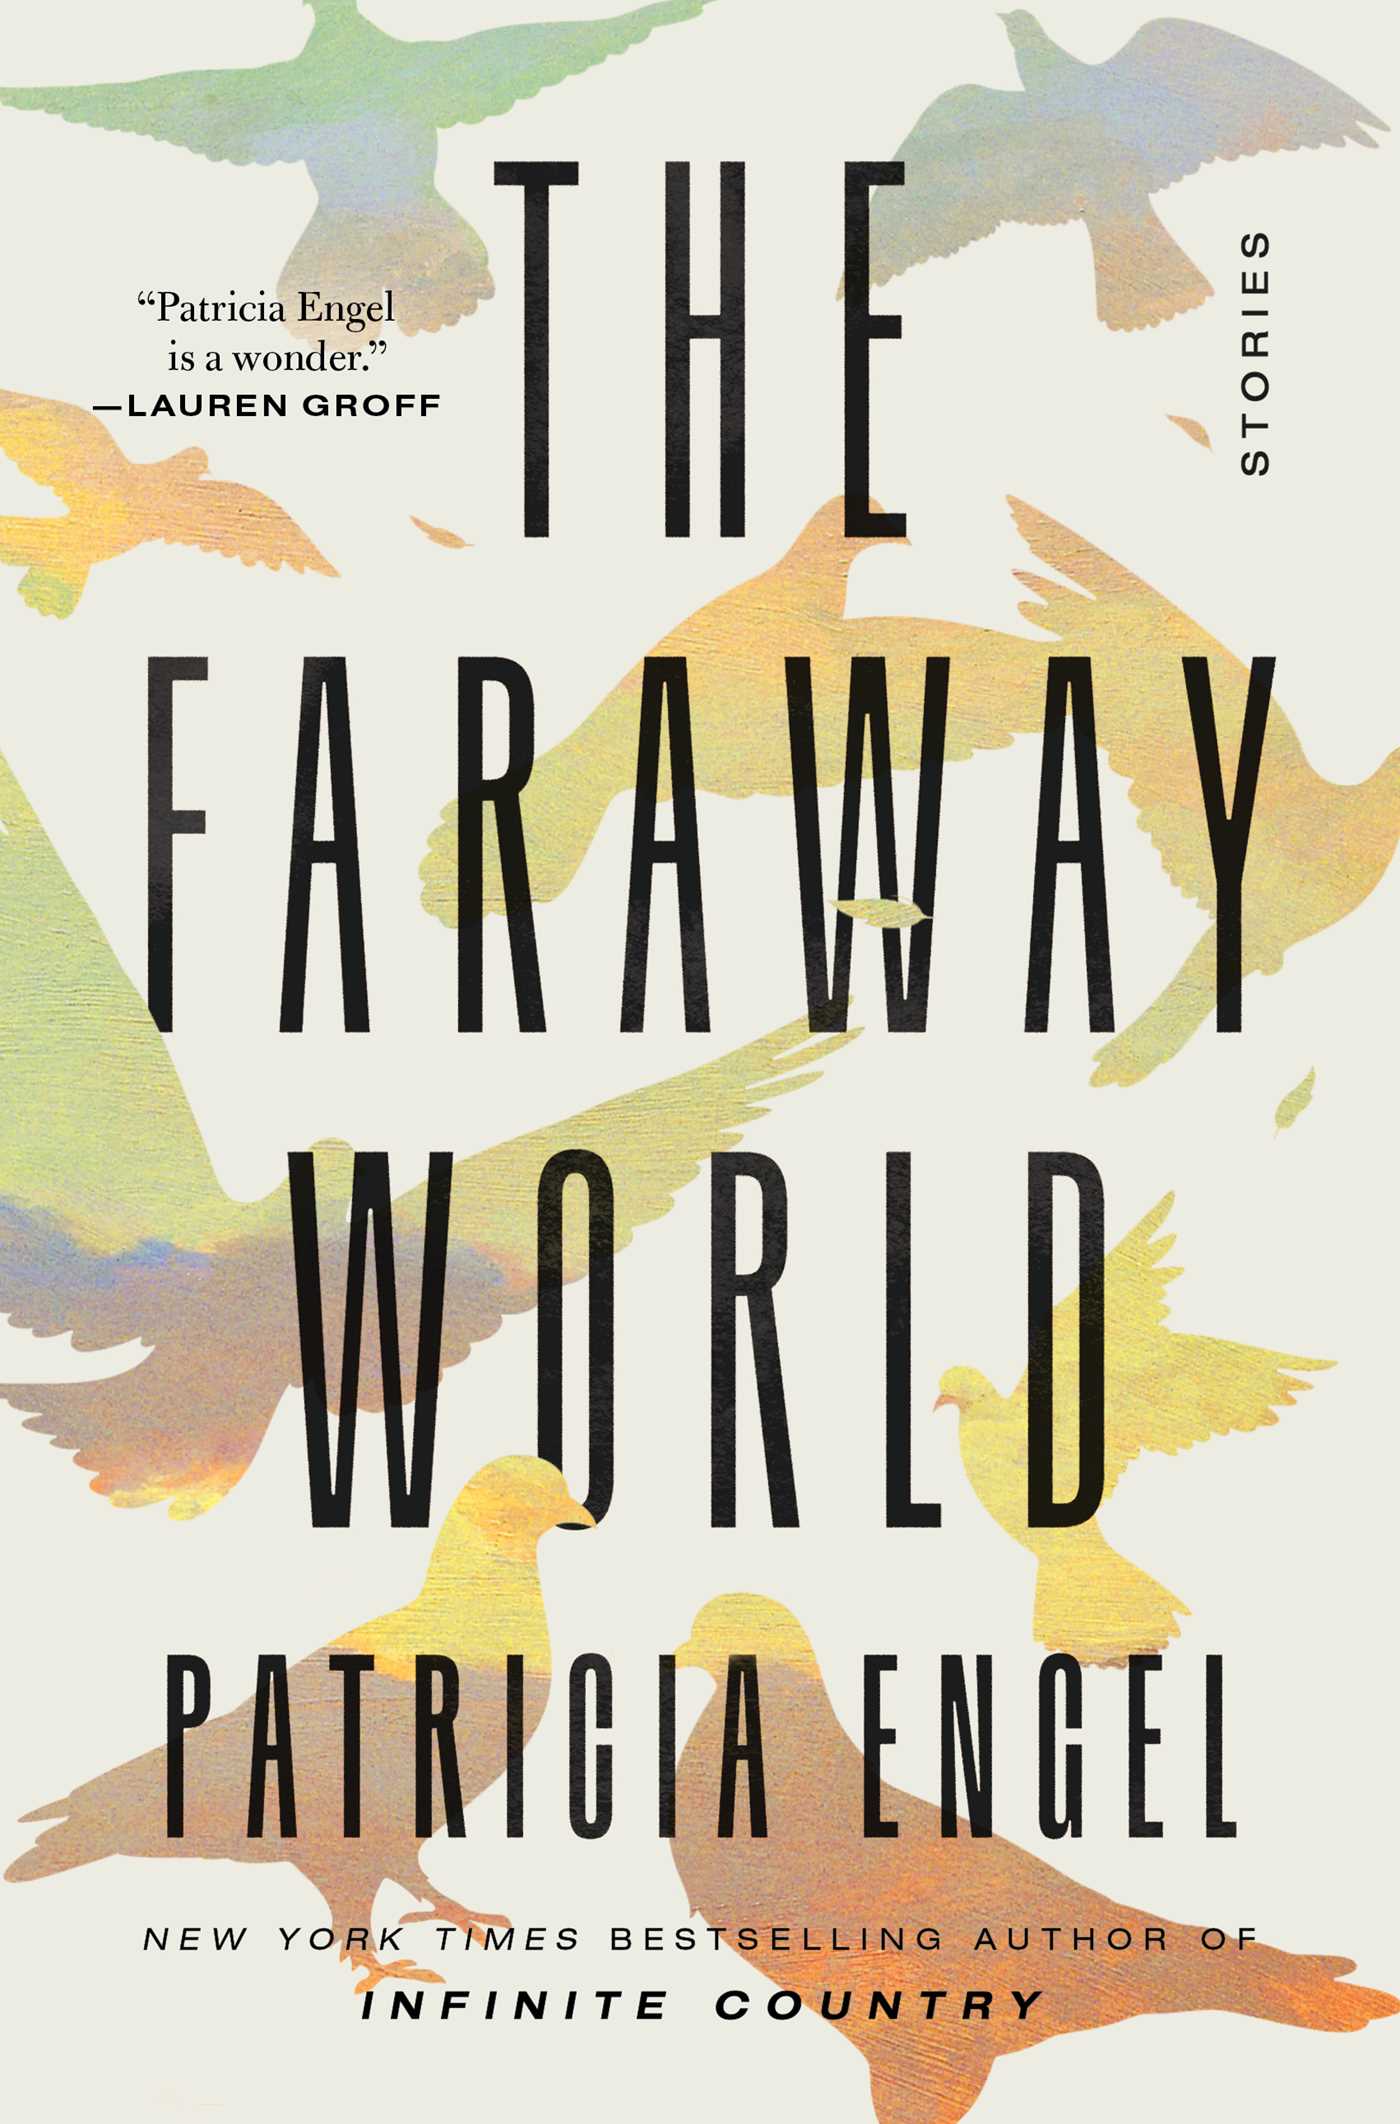 THE
“Patricia Engel
is a wonder.”
—LAUREN GROFF
STORIES
FARAWAY
WORLD
PATRICIA ENGEL
NEW YORK TIMES BESTSELLING AUTHOR OF
INFINITE COUNTRY